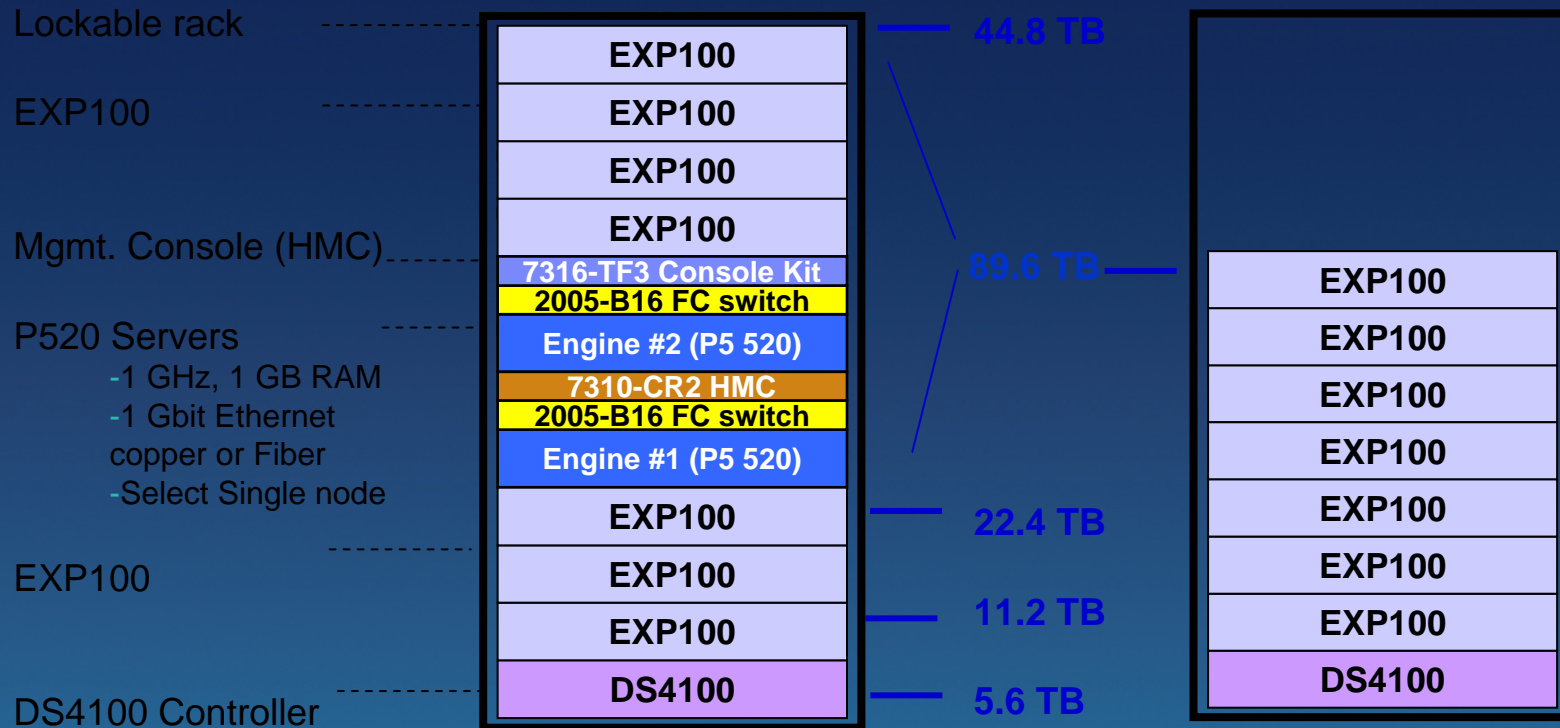 Lockable rack
EXP100
Mgmt. Console (HMC)
P520 Servers
-1 GHz, 1 GB RAM
-1 Gbit Ethernet
copper or Fiber
-Select Single node
EXP100
DS4100 Controller
EXP100
EXP100
EXP100
EXP100
7316-TF3 Console Kit
2005-B16 FC switch
Engine #2 (P5 520)
7310-CR2 HMC
2005-B16 FC switch
Engine #1 (P5 520)
EXP100
EXP100
EXP100
DS4100
44.8 TB
89.6 TB
22.4 TB
11.2 TB
5.6 TB
EXP100
EXP100
EXP100
EXP100
EXP100
EXP100
EXP100
DS4100